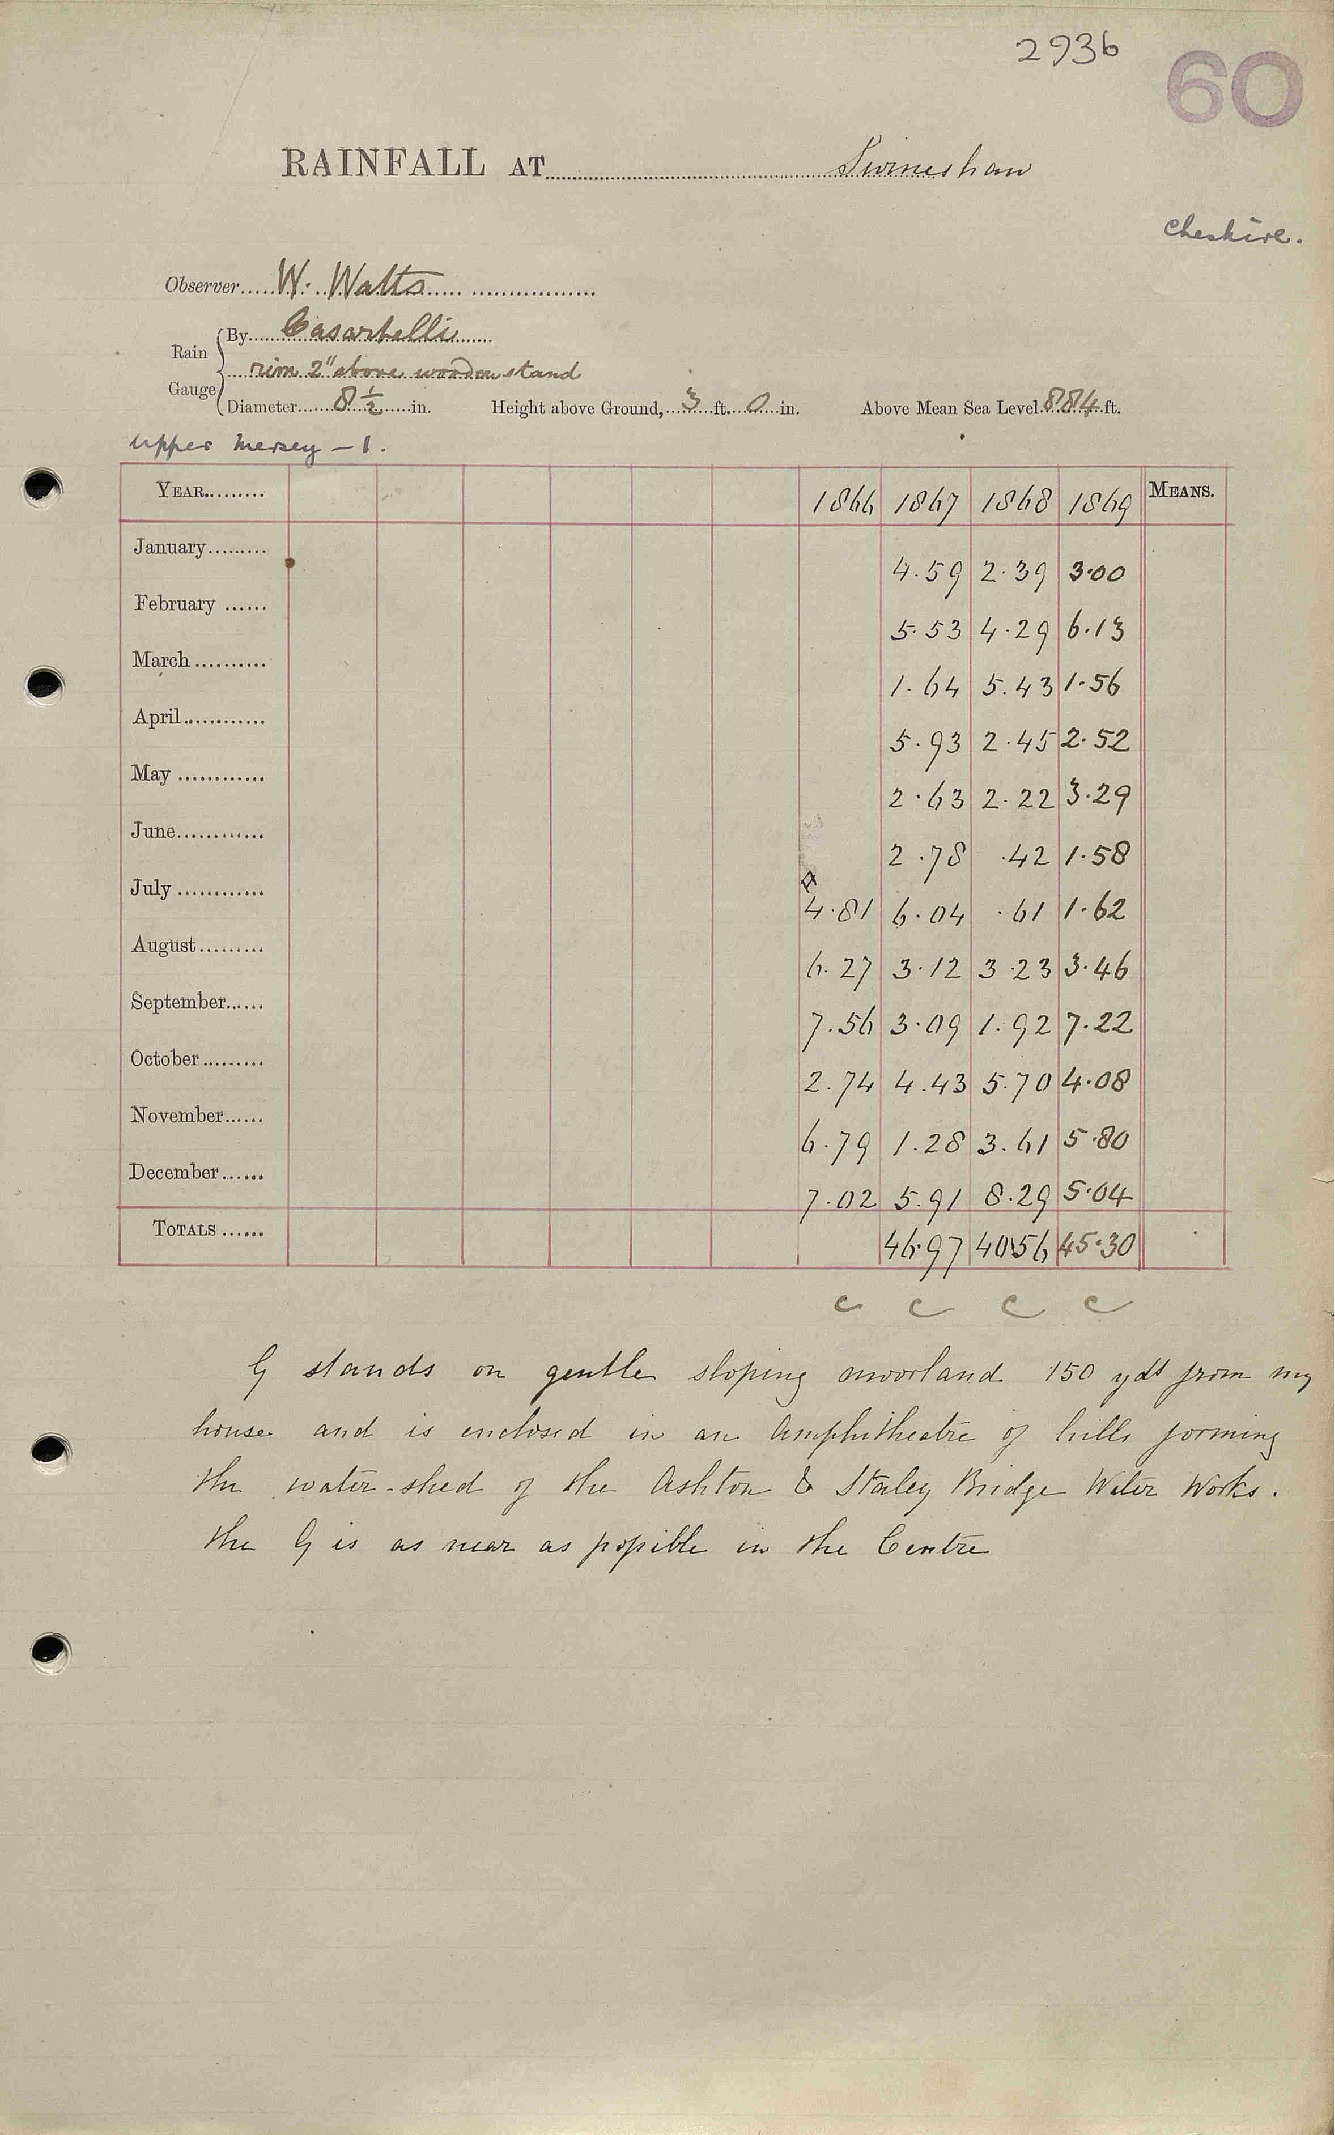 2936
60
RAINFALL AT Swineshaw
Cheshire.
Observer W. Watts
Rain Gauge By Casartelli
rim 2" above wooden stand
Diameter 8½ in. Height above Ground, 3 ft. 0 in. Above Mean Sea Level 884 ft.
Upper Mersey – 1.
YEAR 1866 1867 1868 1869 MEANS.
January 4.59 2.39 3.00
February 5.53 4.29 6.13
March 1.64 5.43 1.56
April 5.93 2.45 2.52
May 2.63 2.22 3.29
June 2.78 .42 1.58
July 4.81 6.04 .61 1.62
August 6.27 3.12 3.23 3.46
September 7.56 3.09 1.92 7.22
October 2.74 4.43 5.70 4.08
November 6.79 1.28 3.61 5.80
December 7.02 5.91 8.29 5.04
TOTALS 46.97 40.56 45.30
c c c c
G stands on gentle sloping moorland 150 yds from my
house and is enclosed in an Amphitheatre of hills forming
the water-shed of the Ashton & Staley Bridge Water Works.
the G is as near as possible in the Centre